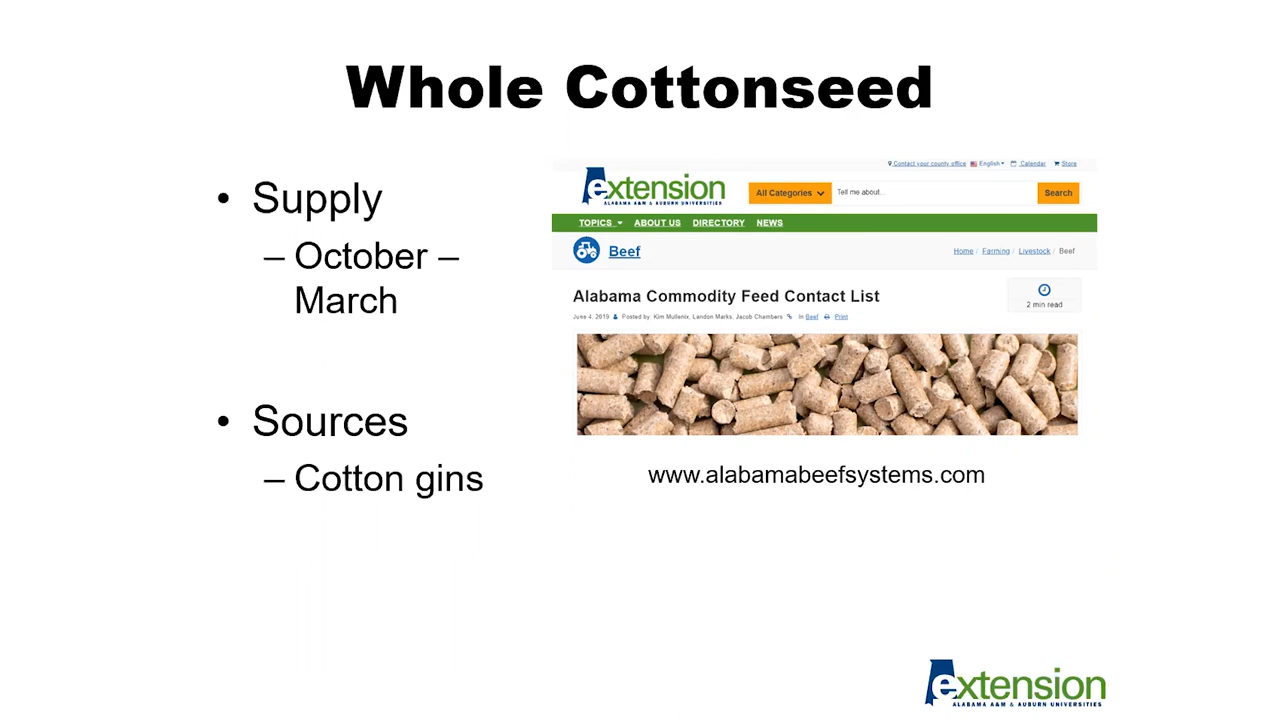 Whole Cottonseed
• Supply
– October –
March
• Sources
– Cotton gins
Contact your county office English Calendar Store
extension
ALABAMA A&M & AUBURN UNIVERSITIES
All Categories Tell me about.. Search
TOPICS ABOUT US DIRECTORY NEWS
Beef
Home / Farming / Livestock / Beef
Alabama Commodity Feed Contact List
2 min read
June 4, 2019 Posted by: Kim Mullenix, Landon Marks, Jacob Chambers In Beef Print
www.alabamabeefsystems.com
extension
ALABAMA A&M & AUBURN UNIVERSITIES